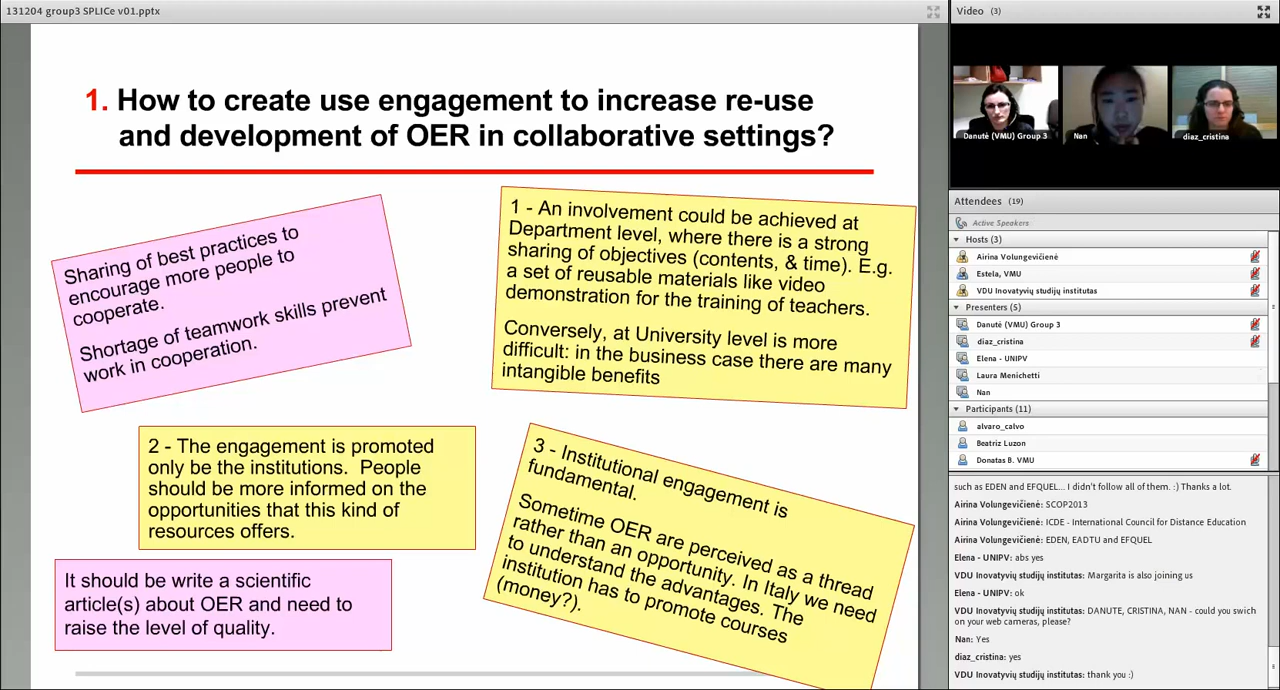 131204 group3 SPLICe v01.pptx
1. How to create use engagement to increase re-use
and development of OER in collaborative settings?
Sharing of best practices to
encourage more people to
cooperate.
Shortage of teamwork skills prevent
work in cooperation.
1 - An involvement could be achieved at
Department level, where there is a strong
sharing of objectives (contents, & time). E.g.
a set of reusable materials like video
demonstration for the training of teachers.
Conversely, at University level is more
difficult: in the business case there are many
intangible benefits
2 - The engagement is promoted
only be the institutions. People
should be more informed on the
opportunities that this kind of
resources offers.
3 - Institutional engagement is
fundamental.
Sometime OER are perceived as a thread
rather than an opportunity. In Italy we need
to understand the advantages. The
institution has to promote courses
(money?).
It should be write a scientific
article(s) about OER and need to
raise the level of quality.
Video (3)
Danutė (VMU) Group 3
Nan
diaz_cristina
Attendees (19)
Active Speakers
Hosts (3)
Airina Volungevičienė
Estela, VMU
VDU Inovatyvių studijų institutas
Presenters (5)
Danutė (VMU) Group 3
diaz_cristina
Elena - UNIPV
Laura Menichetti
Nan
Participants (11)
alvaro_calvo
Beatriz Luzon
Donatas B. VMU
such as EDEN and EFQUEL... I didn't follow all of them. :) Thanks a lot.
Airina Volungevičienė: SCOP2013
Airina Volungevičienė: ICDE - International Council for Distance Education
Airina Volungevičienė: EDEN, EADTU and EFQUEL
Elena - UNIPV: abs yes
VDU Inovatyvių studijų institutas: Margarita is also joining us
Elena - UNIPV: ok
VDU Inovatyvių studijų institutas: DANUTE, CRISTINA, NAN - could you swich
on your web cameras, please?
Nan: Yes
diaz_cristina: yes
VDU Inovatyvių studijų institutas: thank you :)